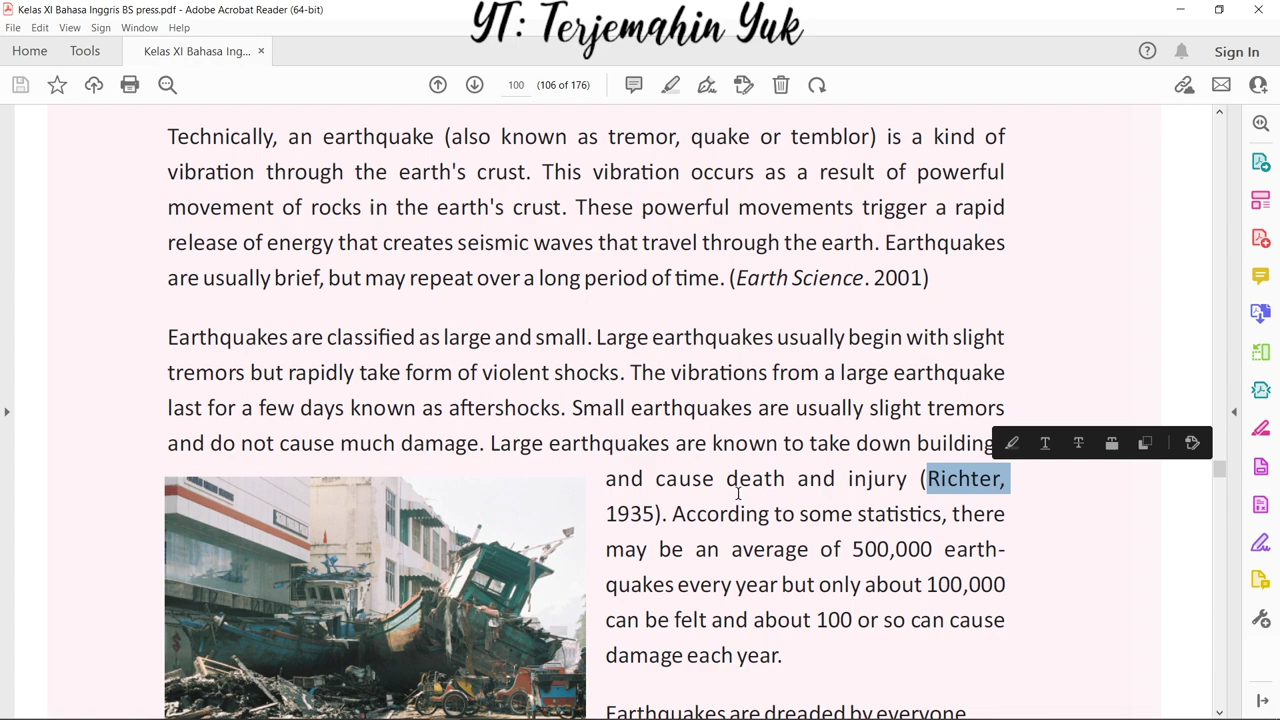 Kelas XI Bahasa Inggris BS press.pdf - Adobe Acrobat Reader (64-bit)
YT: Terjemahin Yuk
File Edit View Sign Window Help
Home Tools Kelas XI Bahasa Ing... × Sign In
100 (106 of 176)
Technically, an earthquake (also known as tremor, quake or temblor) is a kind of
vibration through the earth's crust. This vibration occurs as a result of powerful
movement of rocks in the earth's crust. These powerful movements trigger a rapid
release of energy that creates seismic waves that travel through the earth. Earthquakes
are usually brief, but may repeat over a long period of time. (Earth Science. 2001)
Earthquakes are classified as large and small. Large earthquakes usually begin with slight
tremors but rapidly take form of violent shocks. The vibrations from a large earthquake
last for a few days known as aftershocks. Small earthquakes are usually slight tremors
and do not cause much damage. Large earthquakes are known to take down building
and cause death and injury (Richter,
1935). According to some statistics, there
may be an average of 500,000 earth-
quakes every year but only about 100,000
can be felt and about 100 or so can cause
damage each year.
Earthquakes are dreaded by everyone